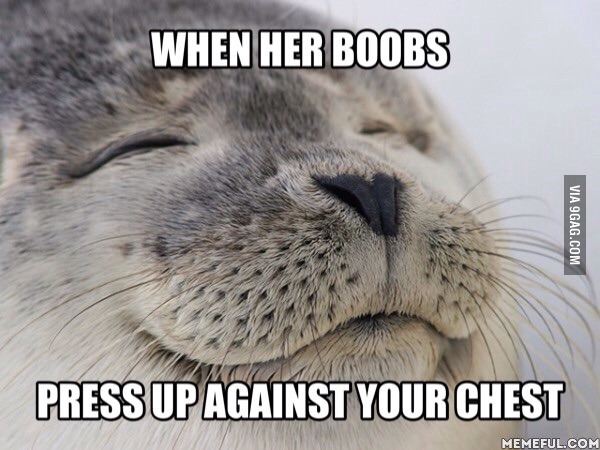 WHEN HER BOOBS
VIA 9GAG.COM
PRESS UP AGAINST YOUR CHEST
MEMEFUL.COM